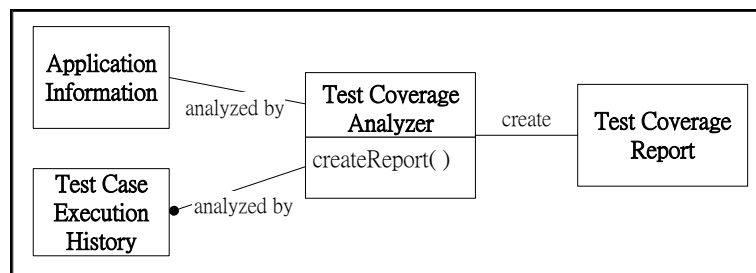 Application
Information
analyzed by
Test Coverage
Analyzer
createReport( )
create
Test Coverage
Report
Test Case
Execution
History
analyzed by